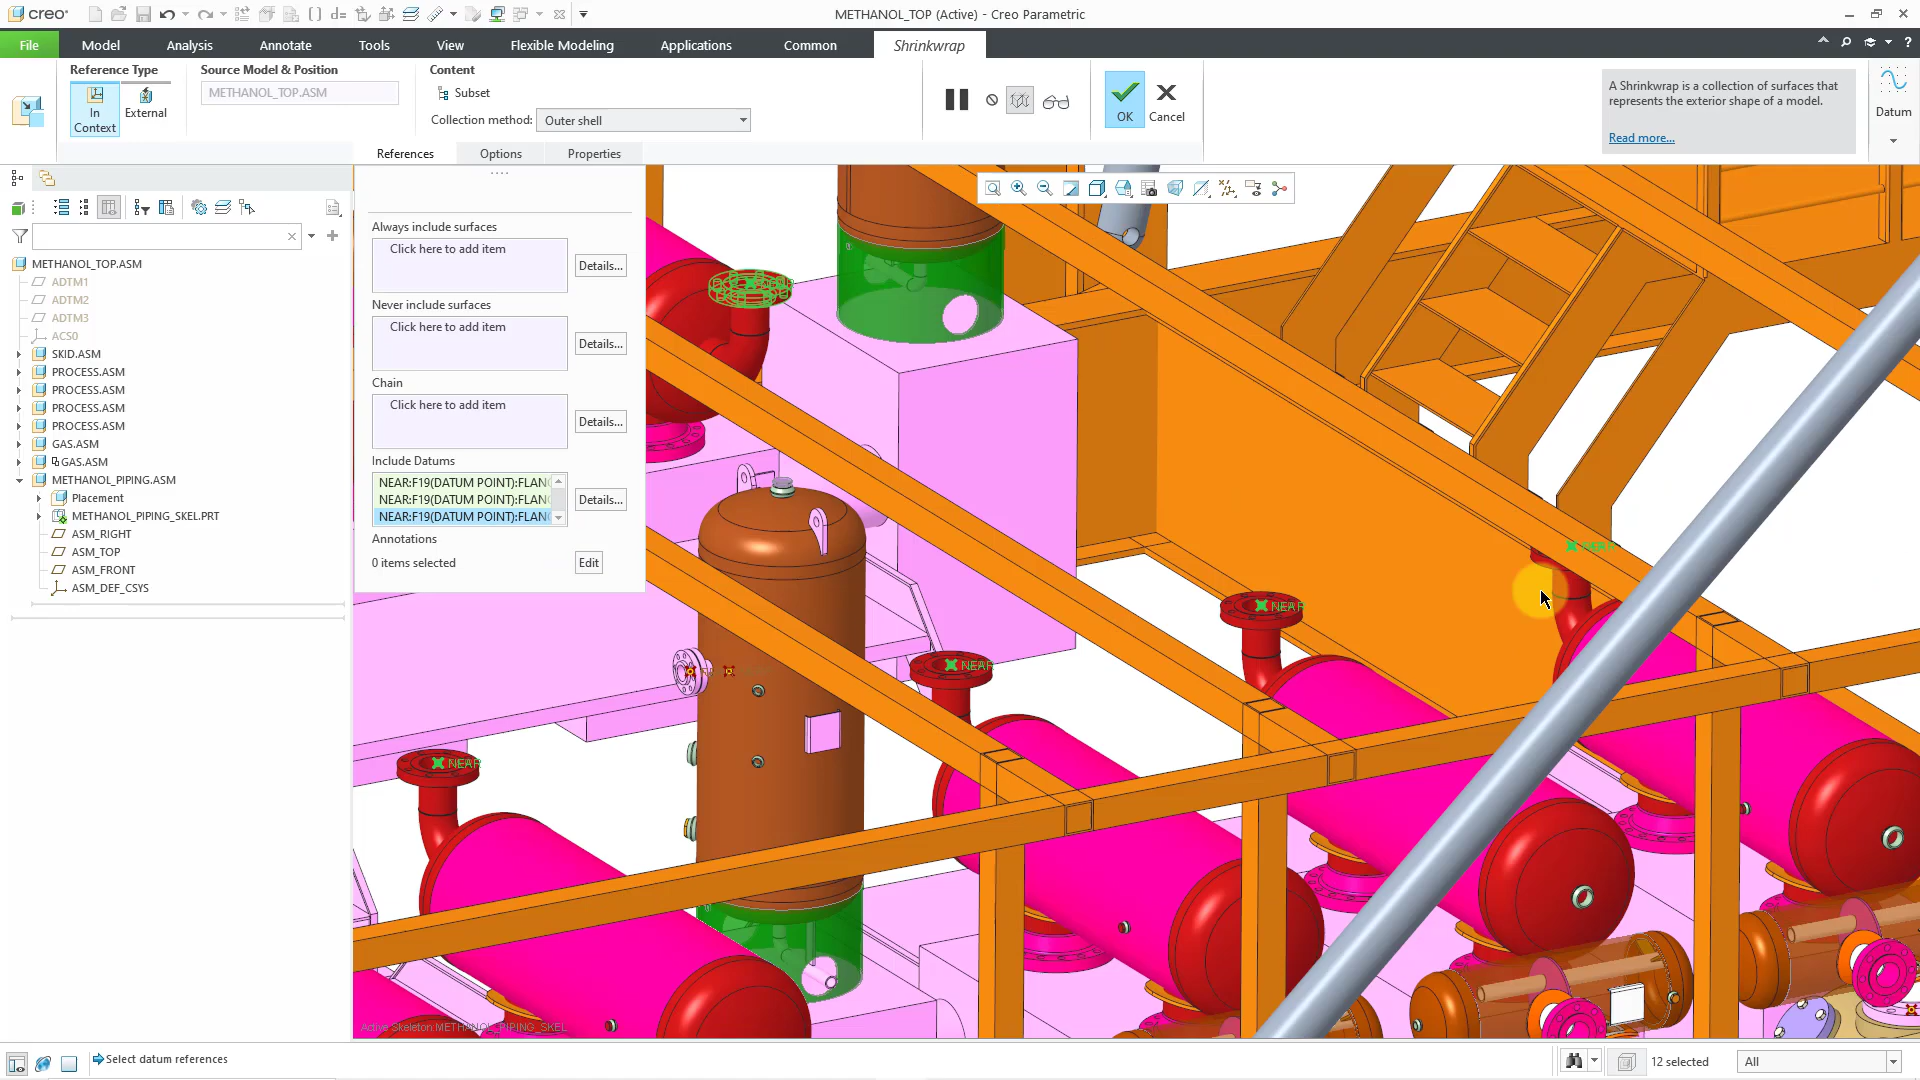 creo
METHANOL_TOP (Active) - Creo Parametric
File
Model
Analysis
Annotate
Tools
View
Flexible Modeling
Applications
Common
Shrinkwrap
Reference Type
Source Model & Position
Content
In Context
External
METHANOL_TOP.ASM
Subset
Collection method:
Outer shell
OK
Cancel
A Shrinkwrap is a collection of surfaces that
represents the exterior shape of a model.
Read more...
Datum
References
Options
Properties
METHANOL_TOP.ASM
ADTM1
ADTM2
ADTM3
ACS0
SKID.ASM
PROCESS.ASM
PROCESS.ASM
PROCESS.ASM
PROCESS.ASM
GAS.ASM
GAS.ASM
METHANOL_PIPING.ASM
Placement
METHANOL_PIPING_SKEL.PRT
ASM_RIGHT
ASM_TOP
ASM_FRONT
ASM_DEF_CSYS
Always include surfaces
Click here to add item
Details...
Never include surfaces
Click here to add item
Details...
Chain
Click here to add item
Details...
Include Datums
NEAR:F19(DATUM POINT):FLAN
NEAR:F19(DATUM POINT):FLAN
NEAR:F19(DATUM POINT):FLAN
Details...
Annotations
0 items selected
Edit
NEAR
NEAR
NEAR
NEAR
Active Skeleton:METHANOL_PIPING_SKEL
Select datum references
12 selected
All